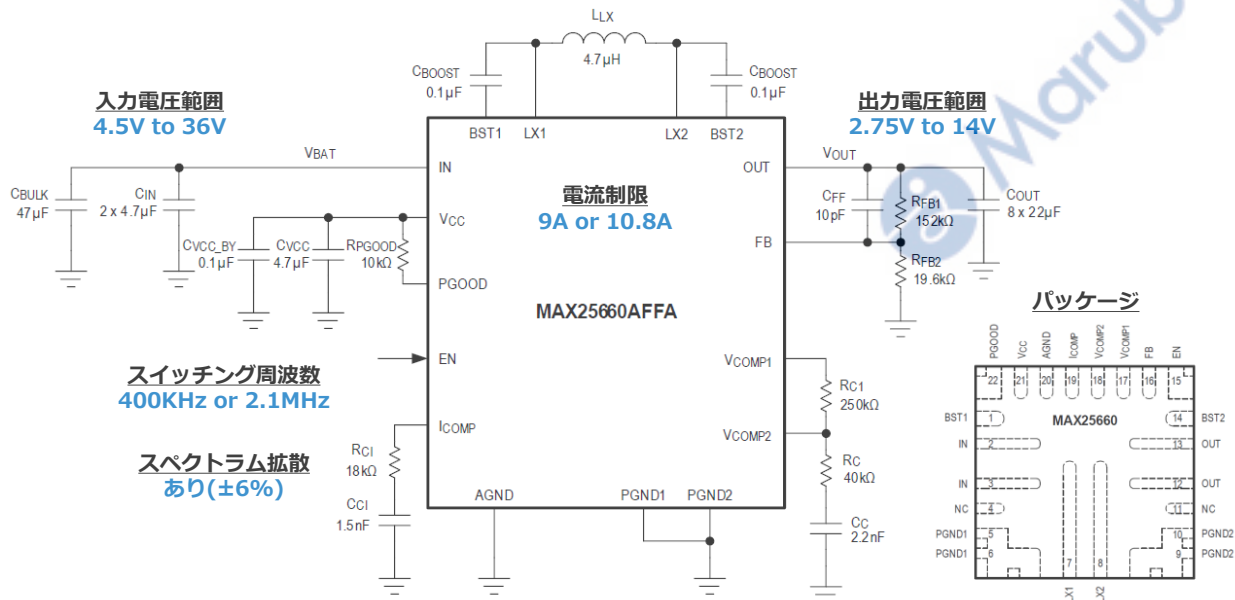 LLX
4.7µH
CBOOST
0.1µF
CBOOST
0.1µF
入力電圧範囲
4.5V to 36V
出力電圧範囲
2.75V to 14V
BST1
LX1
LX2
BST2
VBAT
IN
OUT
VOUT
CBULK
47µF
CIN
2 x 4.7µF
電流制限
9A or 10.8A
CFF
10pF
RFB1
152kΩ
COUT
8 x 22µF
VCC
FB
CVCC_BY
0.1µF
CVCC
4.7µF
RPGOOD
10kΩ
RFB2
19.6kΩ
PGOOD
MAX25660AFFA
パッケージ
EN
VCOMP1
スイッチング周波数
400KHz or 2.1MHz
RC1
250kΩ
ICOMP
VCOMP2
RCI
18kΩ
スペクトラム拡散
あり(±6%)
RC
40kΩ
CCI
1.5nF
AGND
PGND1
PGND2
CC
2.2nF
PGOOD
VCC
AGND
ICOMP
VCOMP2
VCOMP1
FB
EN
22
21
20
19
18
17
16
15
BST1
1
MAX25660
14
BST2
IN
2
13
OUT
IN
3
12
OUT
NC
4
11
NC
PGND1
5
10
PGND2
PGND1
6
9
PGND2
7
8
LX1
LX2
i Marub